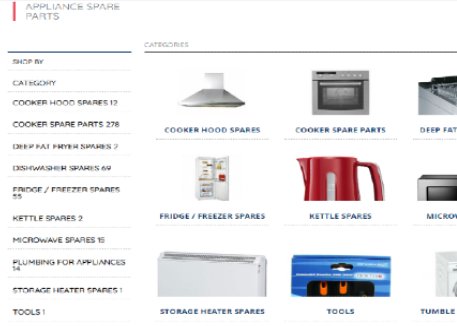 APPLIANCE SPARE
PARTS
CATEGORIES
SHOP BY
CATEGORY
COOKER HOOD SPARES 12
COOKER SPARE PARTS 278
DEEP FAT FRYER SPARES 2
DISHWASHER SPARES 69
FRIDGE / FREEZER SPARES
55
KETTLE SPARES 2
MICROWAVE SPARES 15
PLUMBING FOR APPLIANCES
14
STORAGE HEATER SPARES 1
TOOLS 1
COOKER HOOD SPARES
COOKER SPARE PARTS
DEEP FAT
FRIDGE / FREEZER SPARES
KETTLE SPARES
MICROW
STORAGE HEATER SPARES
TOOLS
TUMBLE